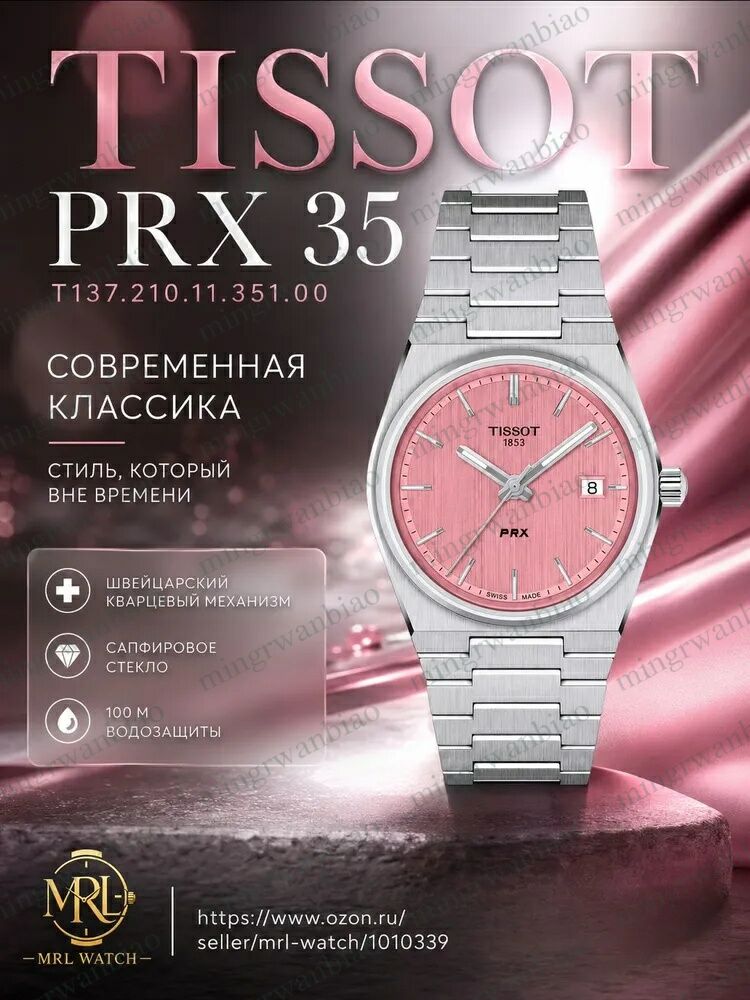 TISSOT
PRX 35
T137.210.11.351.00
СОВРЕМЕННАЯ
КЛАССИКА
СТИЛЬ, КОТОРЫЙ
ВНЕ ВРЕМЕНИ
TISSOT
1853
8
PRX
SWISS MADE
ШВЕЙЦАРСКИЙ
КВАРЦЕВЫЙ МЕХАНИЗМ
САПФИРОВОЕ
СТЕКЛО
100 М
ВОДОЗАЩИТЫ
MRL
MRL WATCH
https://www.ozon.ru/
seller/mrl-watch/1010339
mingrwanbiao